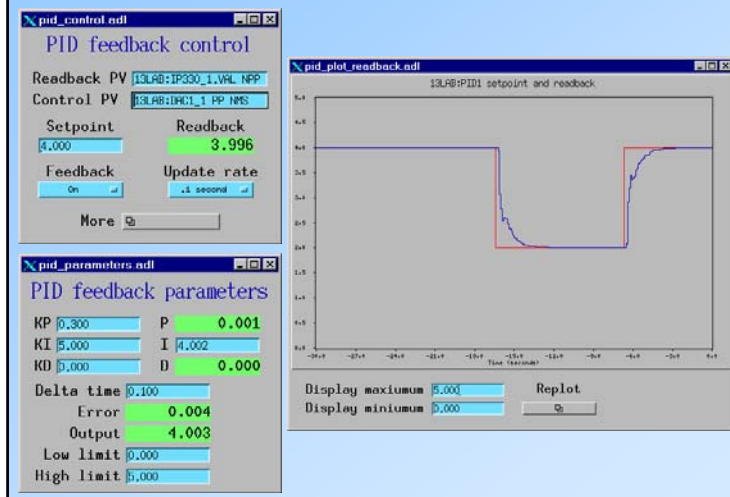 pid_control.adl
PID feedback control
Readback PV 13LAB:IP330_1.VAL NPP
Control PV 13LAB:DAC1_1 PP NMS
Setpoint Readback
4.000 3.996
Feedback Update rate
On .1 second
More
pid_parameters.adl
PID feedback parameters
KP 0.300 P 0.001
KI 5.000 I 4.002
KD 0.000 D 0.000
Delta time 0.100
Error 0.004
Output 4.003
Low limit 0.000
High limit 5.000
pid_plot_readback.adl
13LAB:PID1 setpoint and readback
Time (seconds)
Display maxiumum 5.000
Display miniumum 0.000
Replot